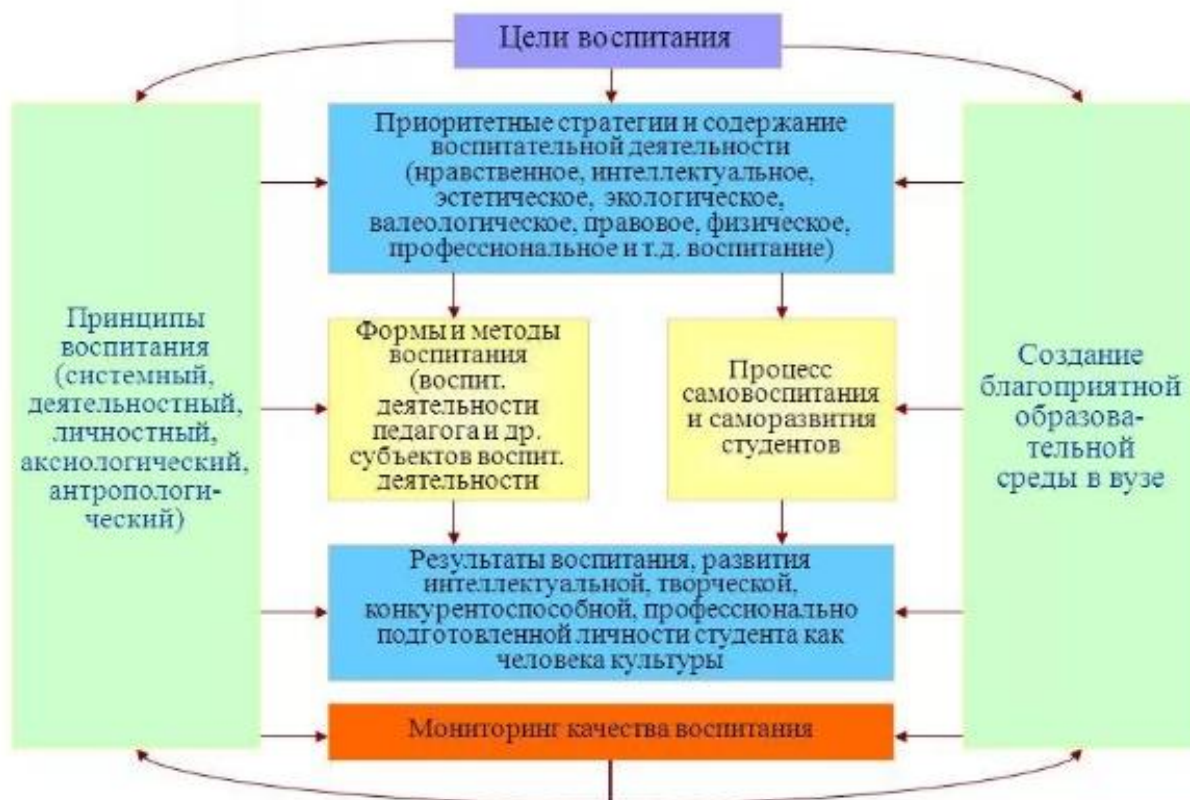 Цели воспитания
Приоритетные стратегии и содержание
воспитательной деятельности
(нравственное, интеллектуальное,
эстетическое, экологическое,
валеологическое, правовое, физическое,
профессиональное и т.д. воспитание)
Принципы
воспитания
(системный,
деятельностный,
личностный,
аксиологический,
антропологи-
ческий)
Формы и методы
воспитания
(воспит.
деятельности
педагога и др.
субъектов воспит.
деятельности
Процесс
самовоспитания
и саморазвития
студентов
Создание
благоприятной
образова-
тельной
среды в вузе
Результаты воспитания, развития
интеллектуальной, творческой,
конкурентоспособной, профессионально
подготовленной личности студента как
человека культуры
Мониторинг качества воспитания